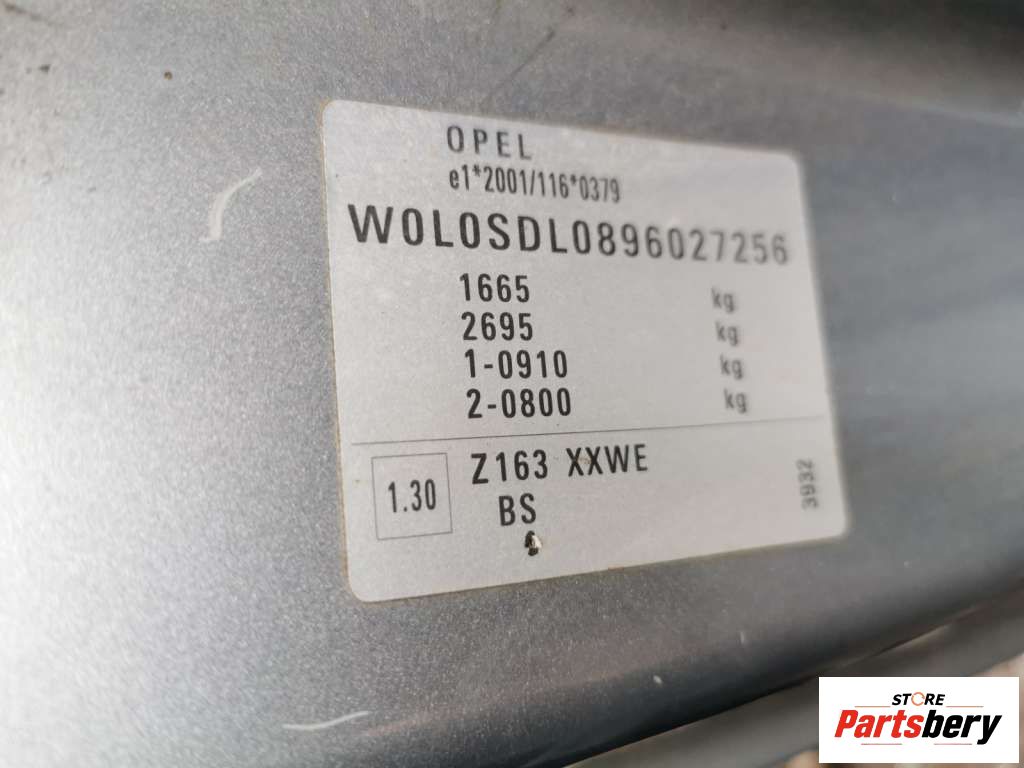 OPEL
e1*2001/116*0379
W0L0SDL0896027256
1665 kg
2695 kg
1-0910 kg
2-0800 kg
1.30
Z163 XXWE
BS
3932
STORE
Partsbery